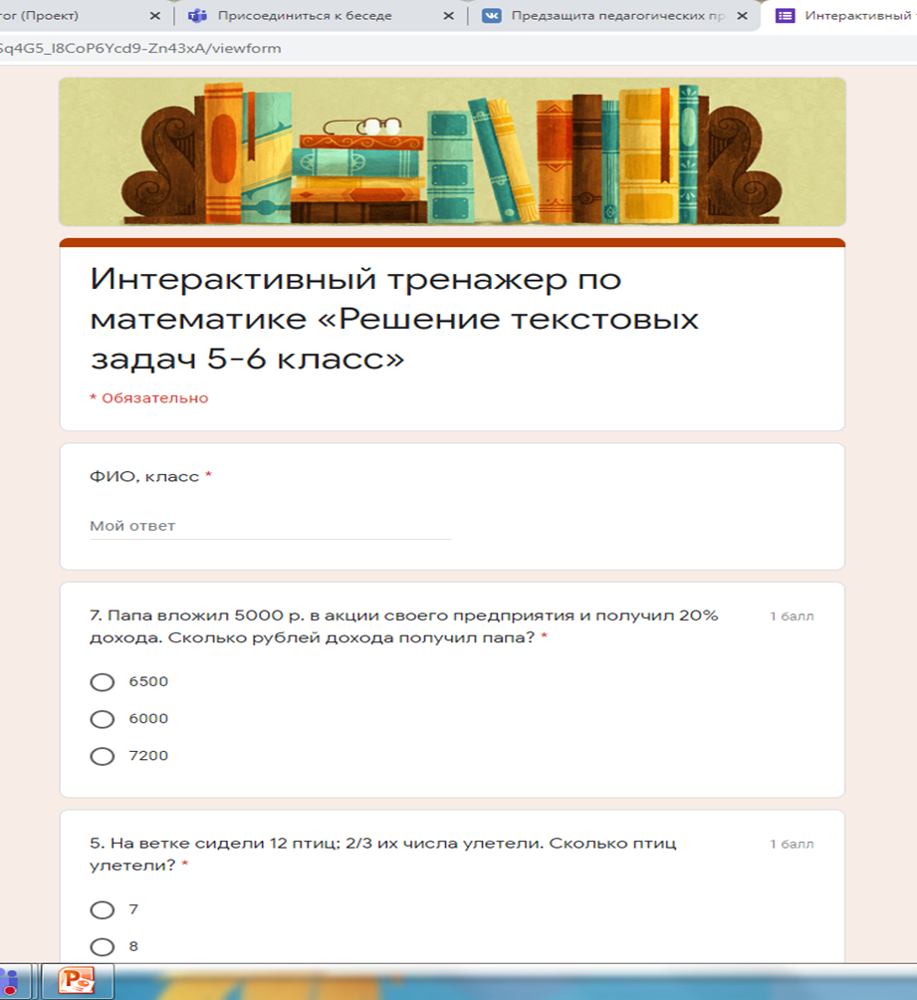 тог (Проект)
Присоединиться к беседе
Предзащита педагогических пр
Интерактивный
Sq4G5_I8CoP6Ycd9-Zn43xA/viewform
Интерактивный тренажер по
математике «Решение текстовых
задач 5-6 класс»
* Обязательно
ФИО, класс *
Мой ответ
7. Папа вложил 5000 р. в акции своего предприятия и получил 20%
1 балл
дохода. Сколько рублей дохода получил папа? *
6500
6000
7200
5. На ветке сидели 12 птиц; 2/3 их числа улетели. Сколько птиц
1 балл
улетели? *
7
8